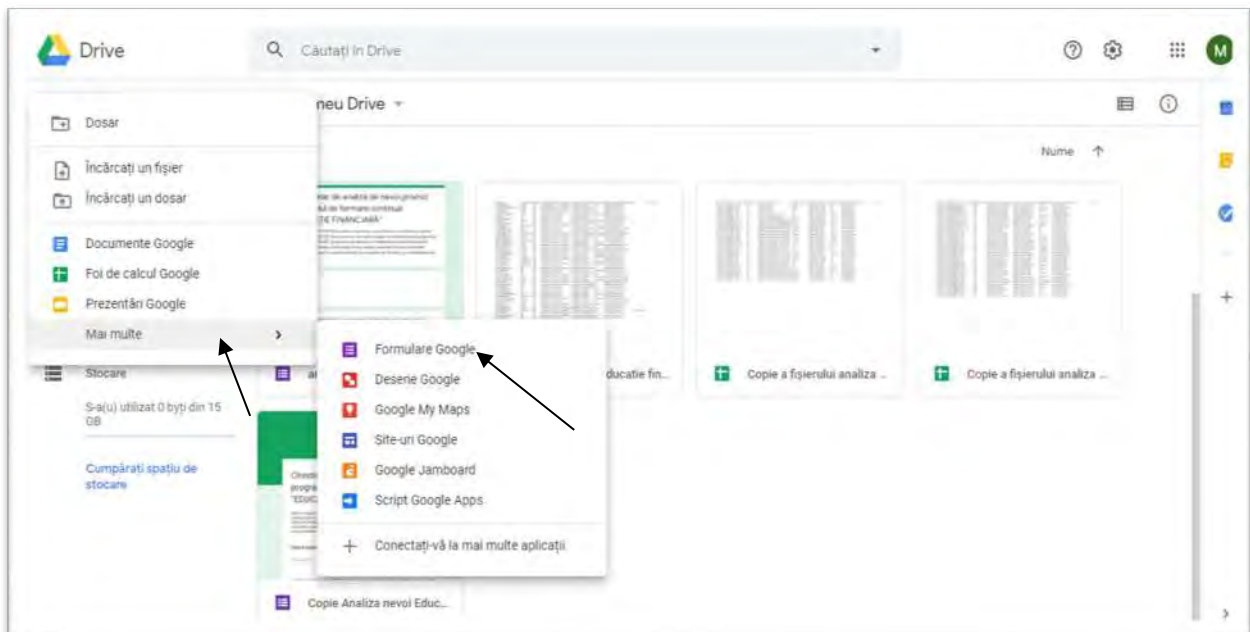 Drive
Căutați în Drive
M
meu Drive
Nume
Dosar
Încărcați un fișier
Încărcați un dosar
Documente Google
Foi de calcul Google
Prezentări Google
Mai multe
Formulare Google
Desene Google
Google My Maps
Site-uri Google
Google Jamboard
Script Google Apps
Conectați-vă la mai multe aplicații
Stocare
S-a(u) utilizat 0 byți din 15
GB
Cumpărați spațiu de
stocare
ducatie fin...
Copie a fișierului analiza ...
Copie a fișierului analiza ...
Copie Analiza nevoi Educ...